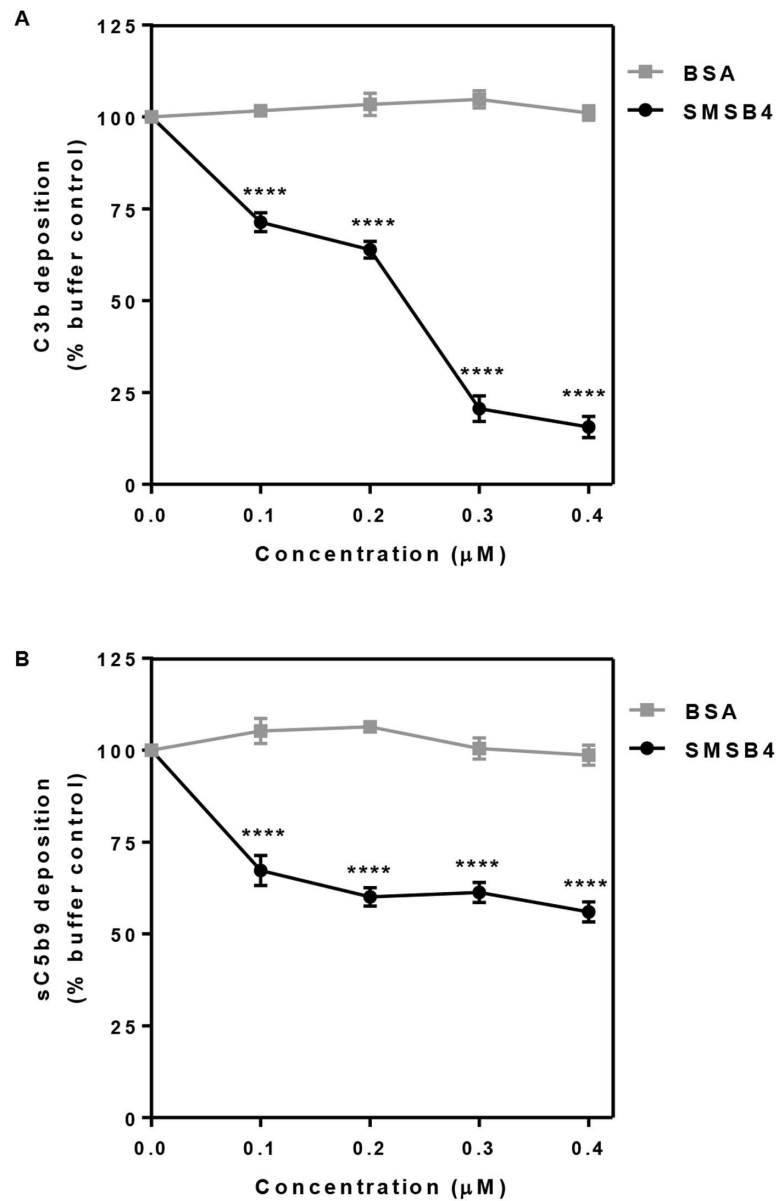 A
125
100
75
50
25
0
C3b deposition
(% buffer control)
****
****
****
****
0.0 0.1 0.2 0.3 0.4
Concentration (μM)
BSA
SMSB4
B
125
100
75
50
25
0
sC5b9 deposition
(% buffer control)
****
****
****
****
0.0 0.1 0.2 0.3 0.4
Concentration (μM)
BSA
SMSB4